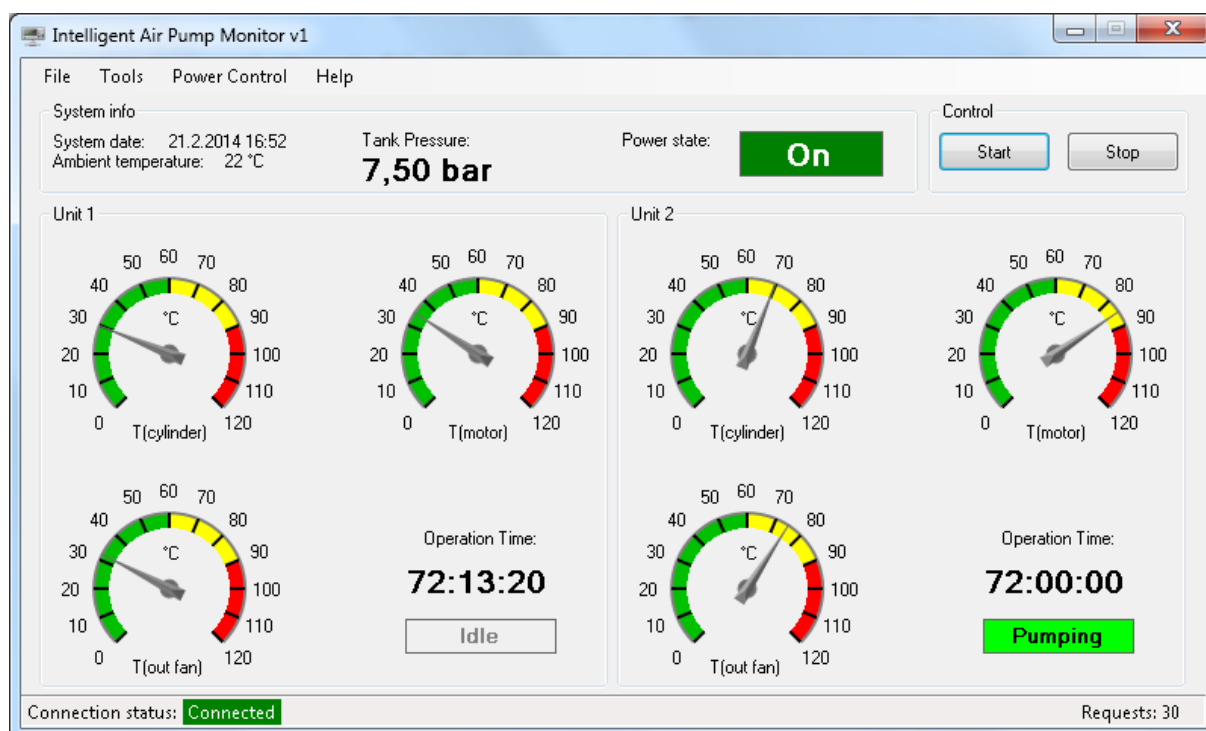 Intelligent Air Pump Monitor v1
File Tools Power Control Help
System info
System date: 21.2.2014 16:52
Ambient temperature: 22 °C
Tank Pressure:
7,50 bar
Power state:
On
Control
Start Stop
Unit 1
0 10 20 30 40 50 60 70 80 90 100 110 120
°C
T(cylinder)
0 10 20 30 40 50 60 70 80 90 100 110 120
°C
T(motor)
0 10 20 30 40 50 60 70 80 90 100 110 120
°C
T(out fan)
Operation Time:
72:13:20
Idle
Unit 2
0 10 20 30 40 50 60 70 80 90 100 110 120
°C
T(cylinder)
0 10 20 30 40 50 60 70 80 90 100 110 120
°C
T(motor)
0 10 20 30 40 50 60 70 80 90 100 110 120
°C
T(out fan)
Operation Time:
72:00:00
Pumping
Connection status: Connected
Requests: 30